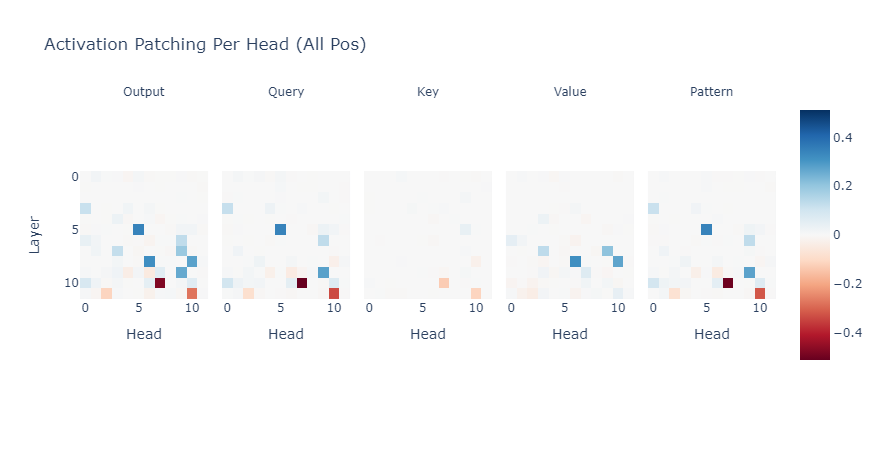 Activation Patching Per Head (All Pos)
Output Query Key Value Pattern
0
5
10
Layer
0 5 10 0 5 10 0 5 10 0 5 10 0 5 10
Head Head Head Head Head
0.4
0.2
0
−0.2
−0.4